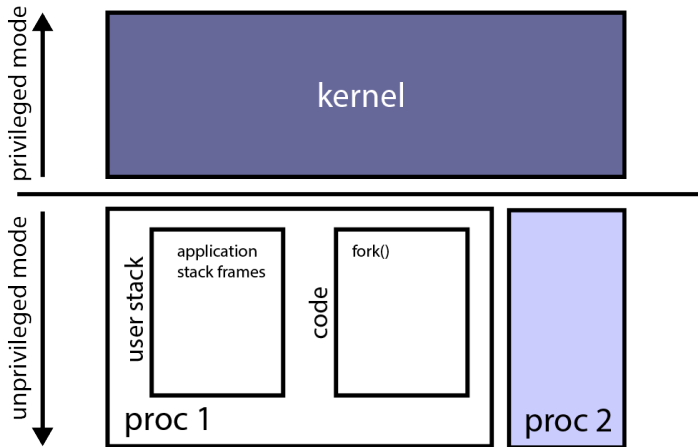 privileged mode
kernel
unprivileged mode
user stack
application
stack frames
code
fork()
proc 1
proc 2